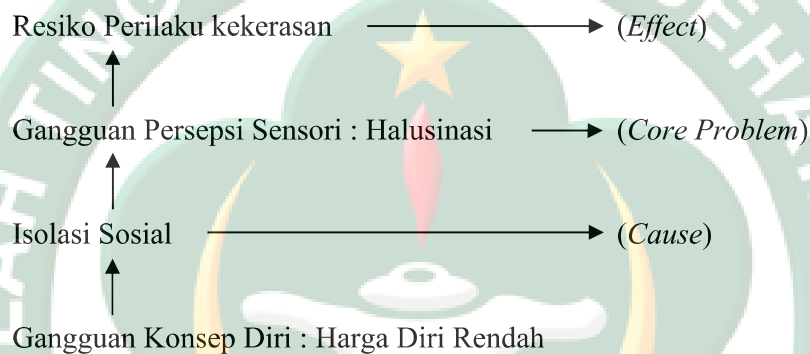 Resiko Perilaku kekerasan (Effect)
Gangguan Persepsi Sensori : Halusinasi (Core Problem)
Isolasi Sosial (Cause)
Gangguan Konsep Diri : Harga Diri Rendah